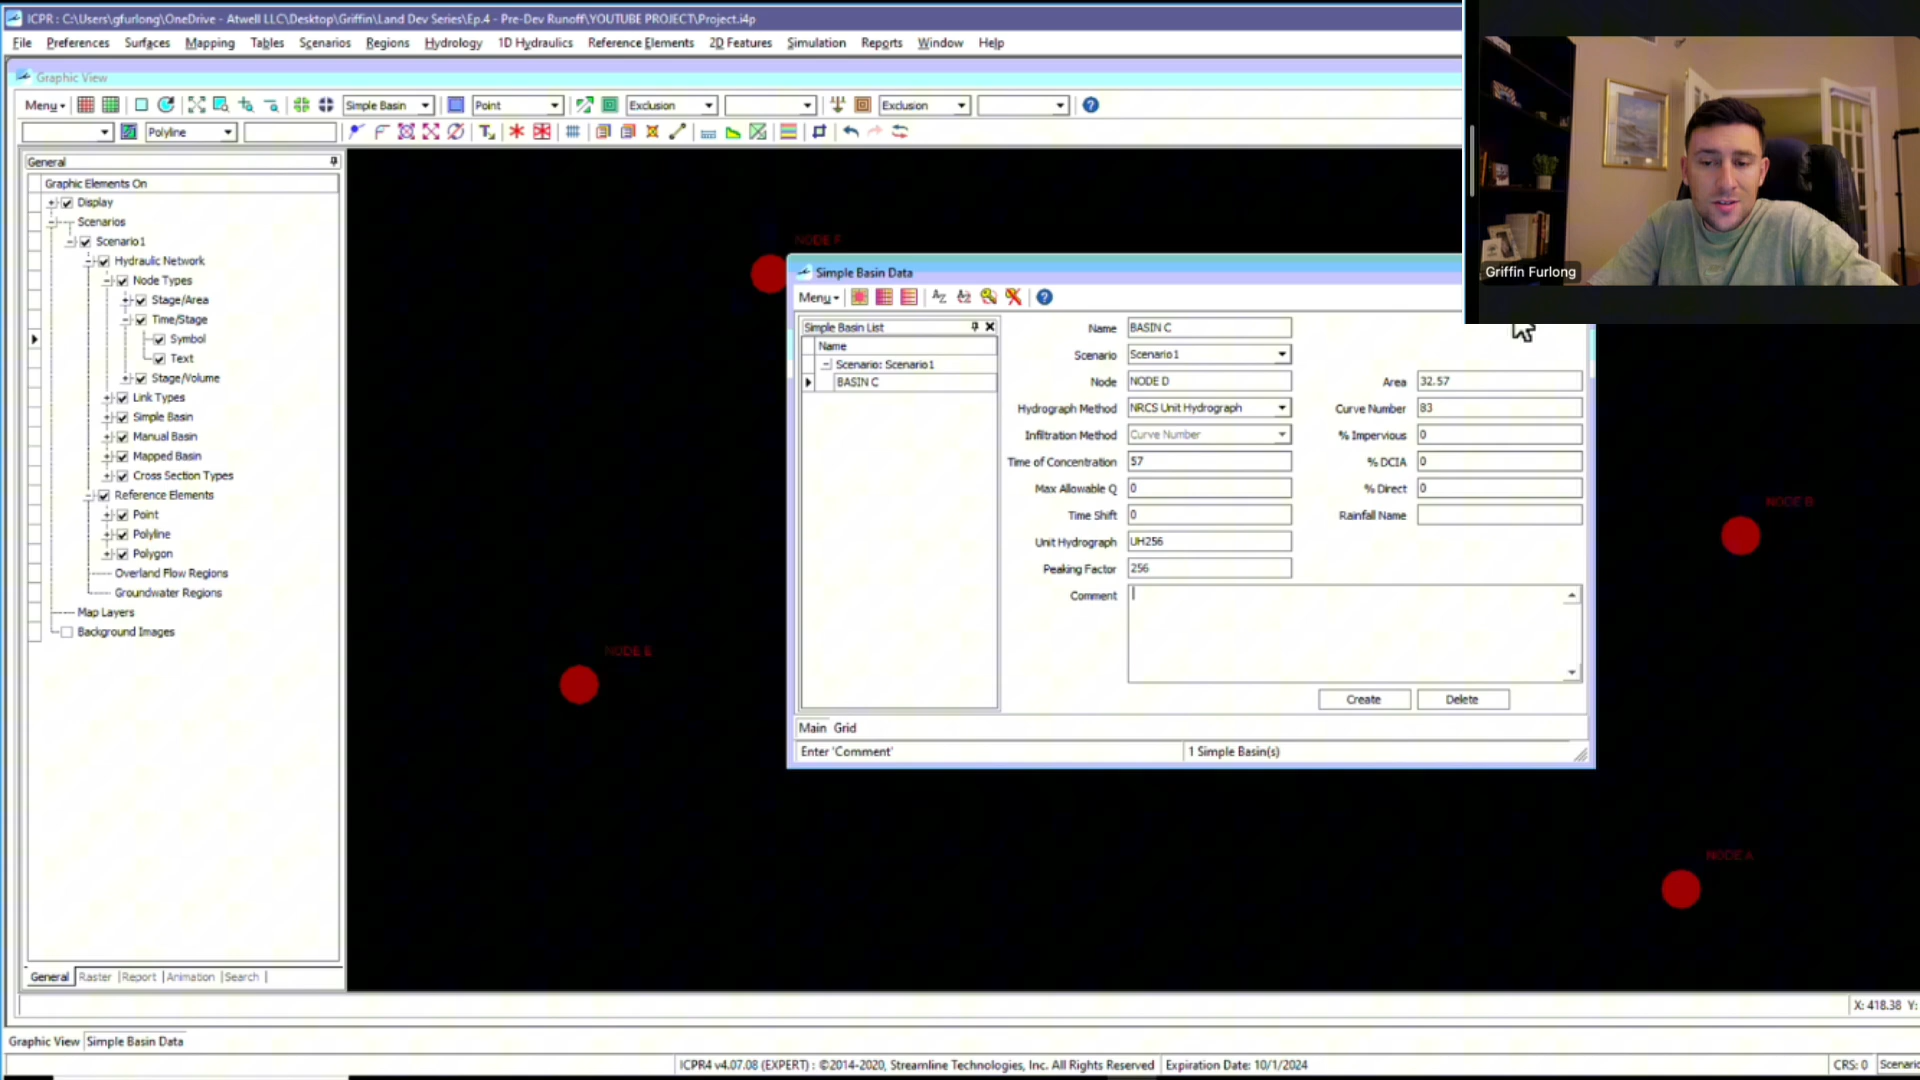 ICPR : C:\Users\gfurlong\OneDrive - Atwell LLC\Desktop\Griffin\Land Dev Series\Ep.4 - Pre-Dev Runoff\YOUTUBE PROJECT\Project.i4p
File Preferences Surfaces Mapping Tables Scenarios Regions Hydrology 1D Hydraulics Reference Elements 2D Features Simulation Reports Window Help
Graphic View
Menu Simple Basin Point Exclusion Exclusion
Polyline
General
Graphic Elements On
Display
Scenarios
Scenario1
Hydraulic Network
Node Types
Stage/Area
Time/Stage
Symbol
Text
Stage/Volume
Link Types
Simple Basin
Manual Basin
Mapped Basin
Cross Section Types
Reference Elements
Point
Polyline
Polygon
Overland Flow Regions
Groundwater Regions
Map Layers
Background Images
General Raster Report Animation Search
NODE F
NODE E
NODE B
NODE A
Simple Basin Data
Menu
Simple Basin List
Name
Scenario: Scenario1
BASIN C
Name BASIN C
Scenario Scenario1
Node NODE D Area 32.57
Hydrograph Method NRCS Unit Hydrograph Curve Number 83
Infiltration Method Curve Number % Impervious 0
Time of Concentration 57 % DCIA 0
Max Allowable Q 0 % Direct 0
Time Shift 0 Rainfall Name
Unit Hydrograph UH256
Peaking Factor 256
Comment
Create Delete
Main Grid
Enter 'Comment' 1 Simple Basin(s)
Griffin Furlong
X: 418.38 Y:
Graphic View Simple Basin Data
ICPR4 v4.07.08 (EXPERT) : ©2014-2020, Streamline Technologies, Inc. All Rights Reserved Expiration Date: 10/1/2024 CRS: 0 Scenario